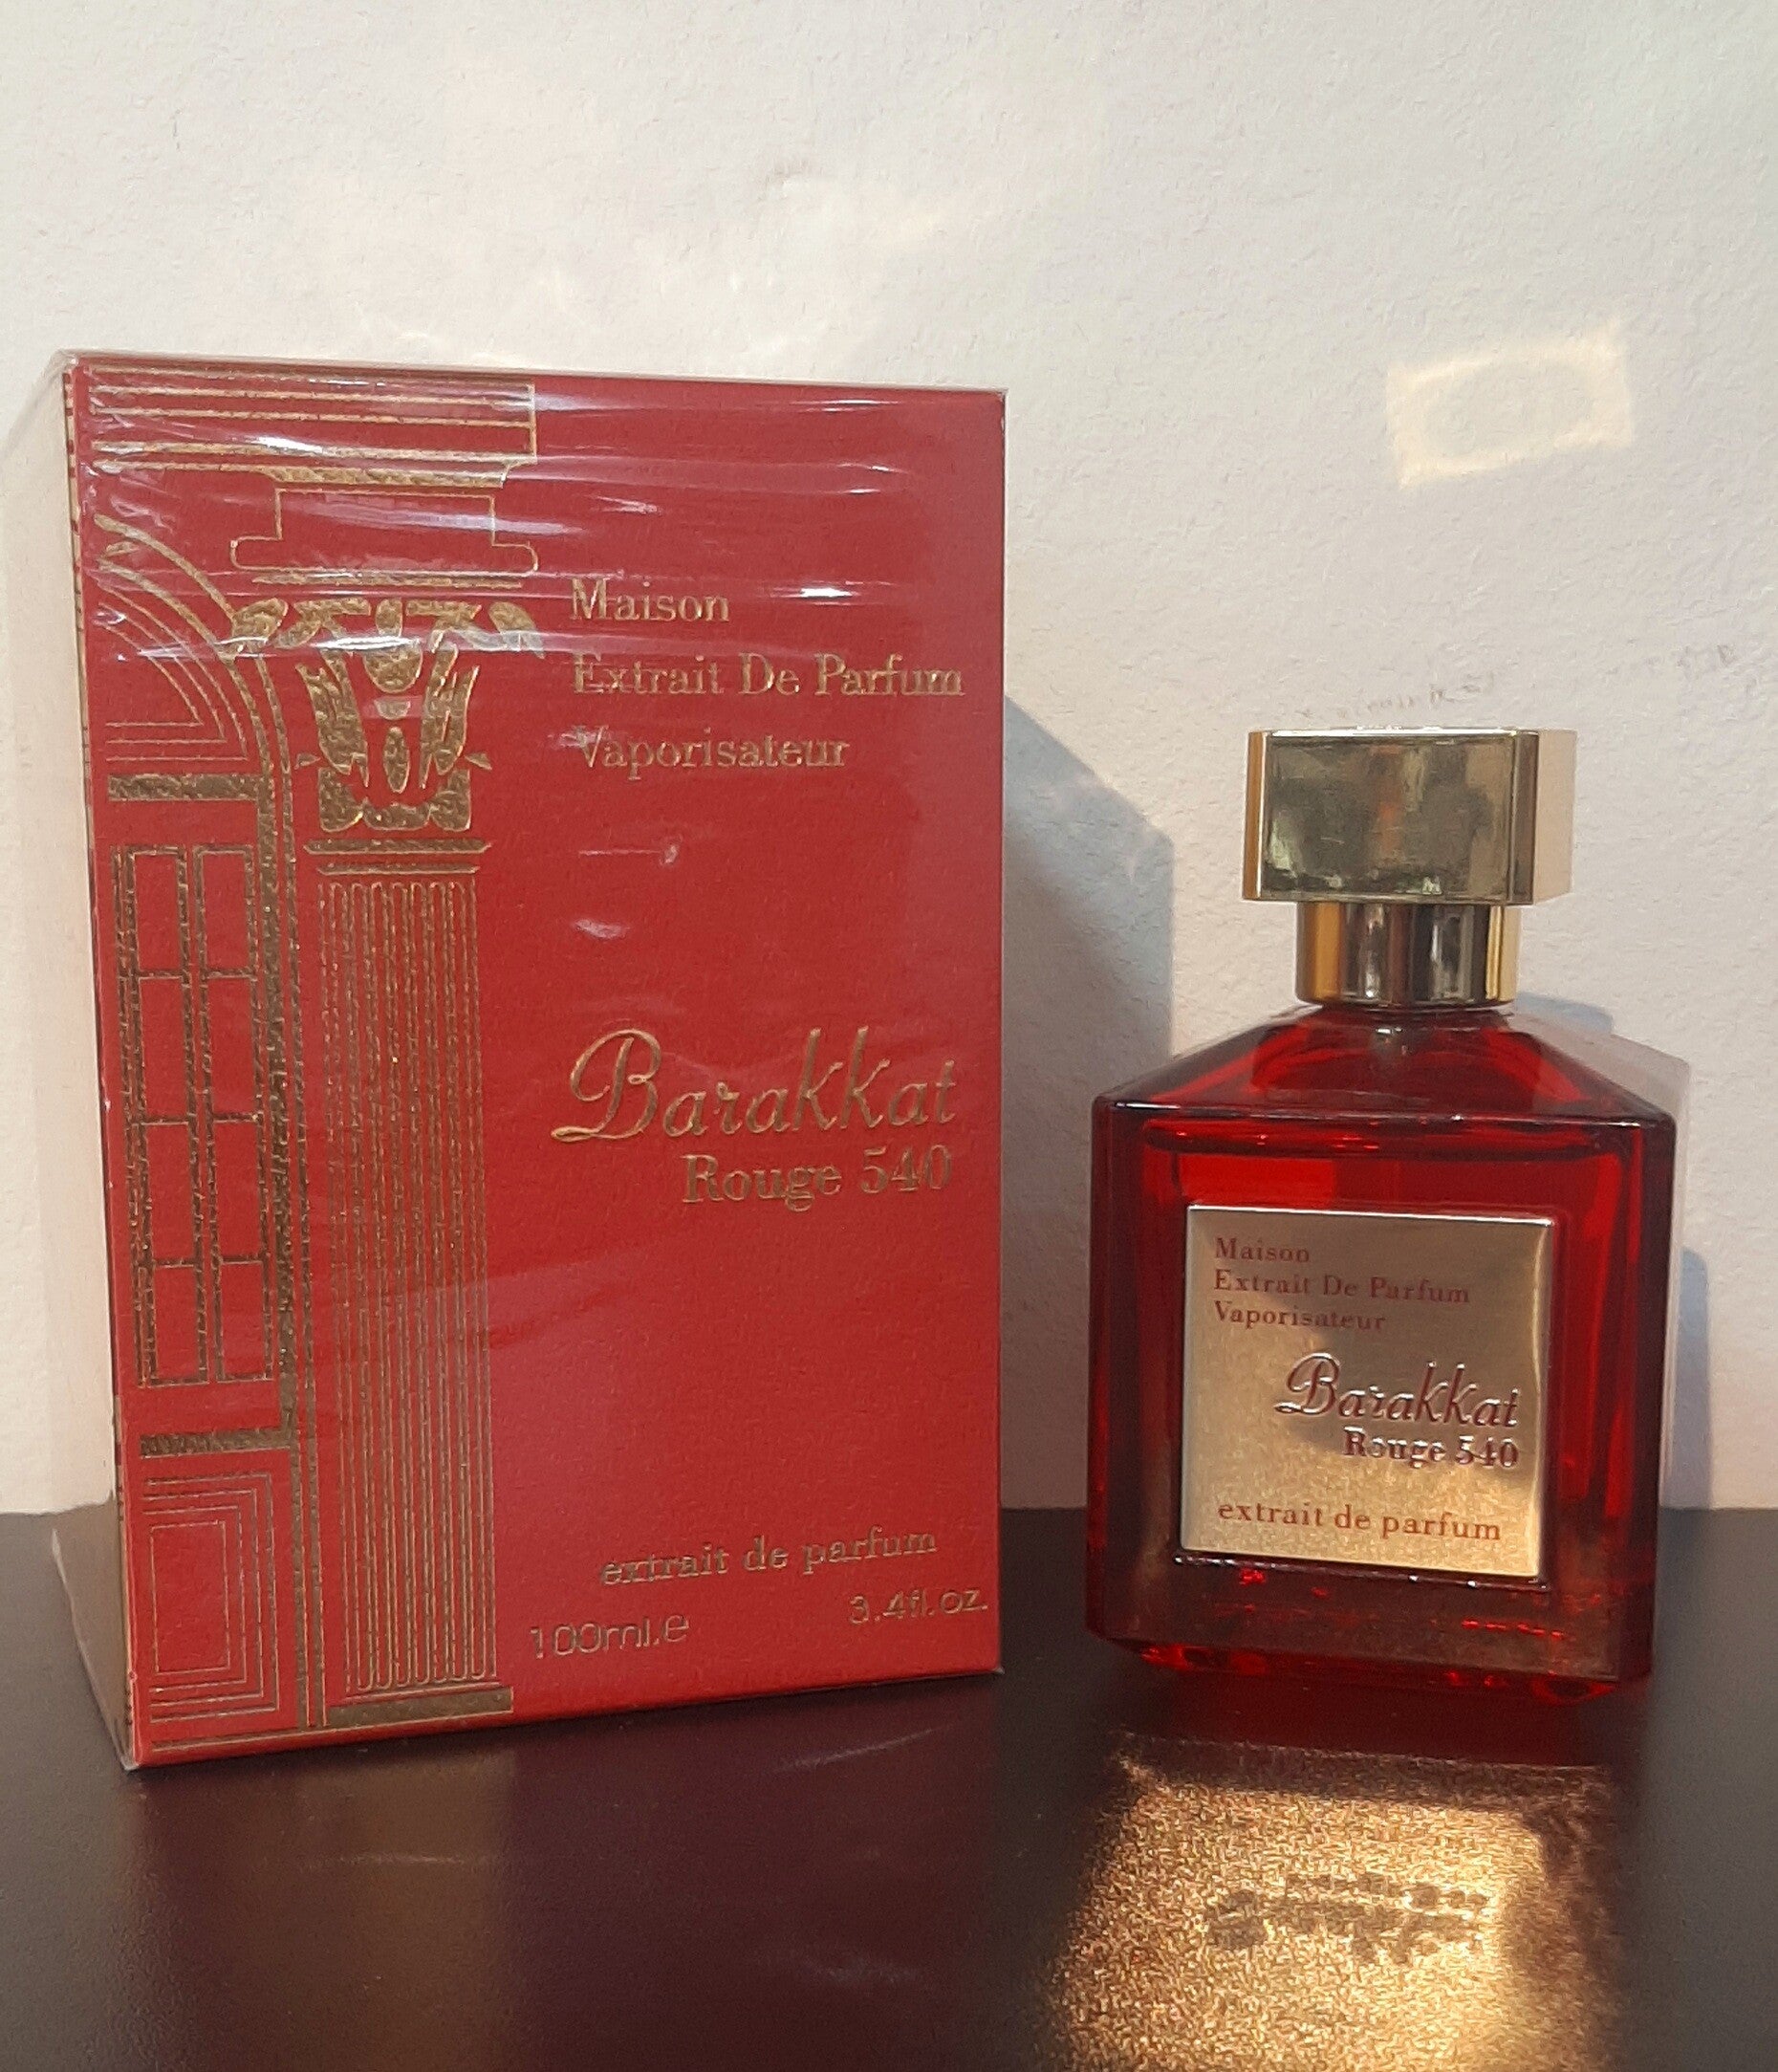 Maison
Extrait De Parfum
Vaporisateur
Barakkat
Rouge 540
extrait de parfum
100ml.e 3.4fl.oz.
M
Maison
Extrait De Parfum
Vaporisateur
Barakkat
Rouge 540
extrait de parfum